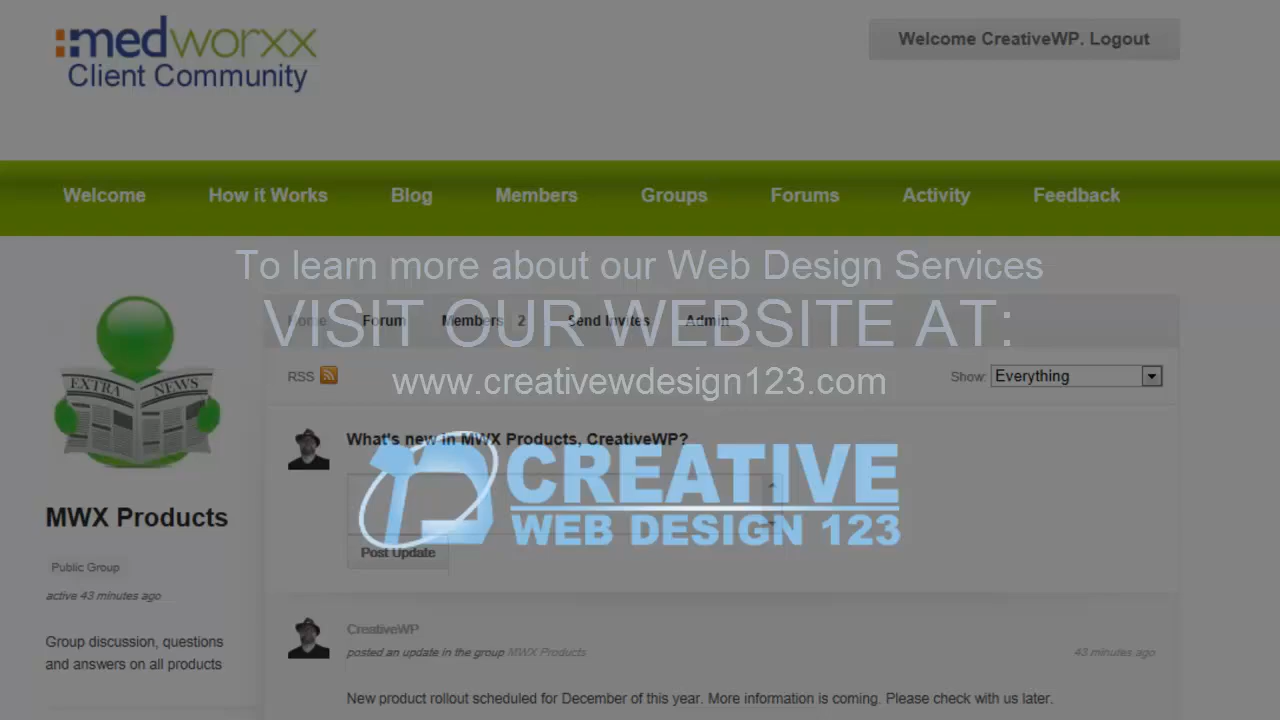 medworxx
Client Community
Welcome CreativeWP. Logout
Welcome How it Works Blog Members Groups Forums Activity Feedback
To learn more about our Web Design Services
VISIT OUR WEBSITE AT:
www.creativewdesign123.com
Home Forum Members 2 Send Invites Admin
RSS
Show: Everything
EXTRA NEWS
What's new in MWX Products, CreativeWP?
CREATIVE
WEB DESIGN 123
Post Update
MWX Products
Public Group
active 43 minutes ago
Group discussion, questions
and answers on all products
CreativeWP
posted an update in the group MWX Products 43 minutes ago
New product rollout scheduled for December of this year. More information is coming. Please check with us later.